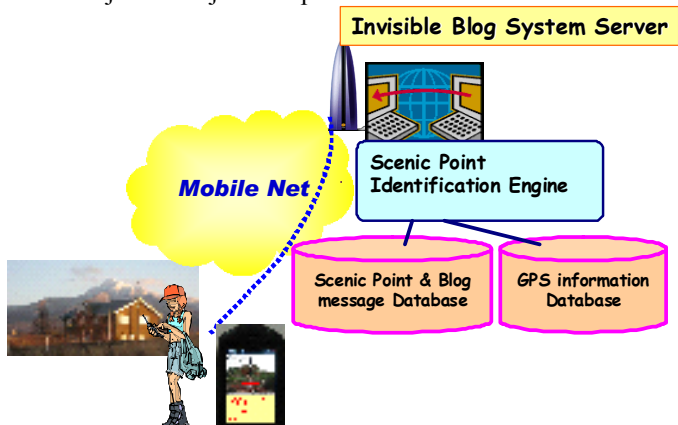 Invisible Blog System Server
Scenic Point
Identification Engine
Mobile Net
Scenic Point & Blog
message Database
GPS information
Database